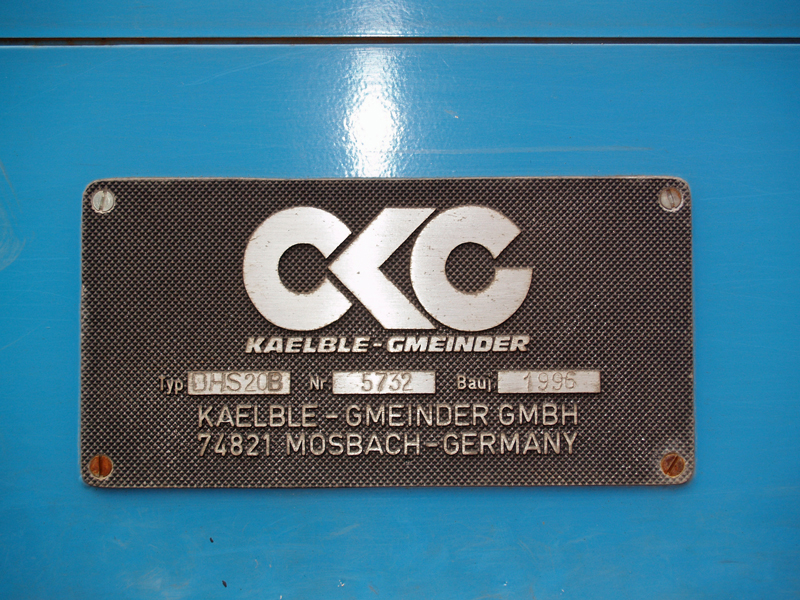 CKG
KAELBLE-GMEINDER
Typ DHS20B Nr 5732 Bauj 1996
KAELBLE-GMEINDER GMBH
74821 MOSBACH-GERMANY